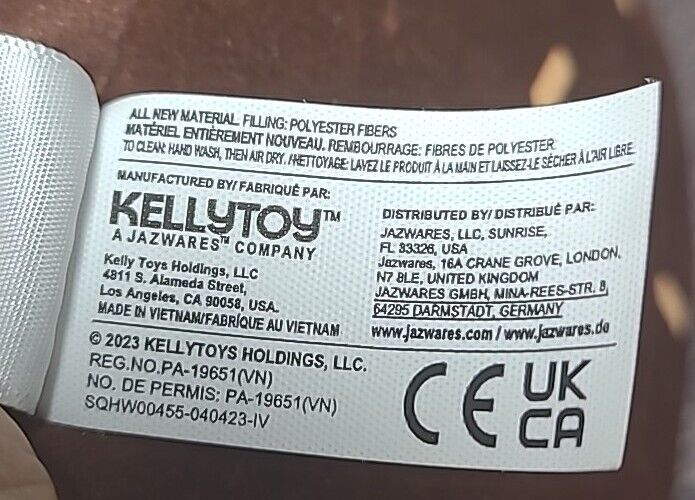 ALL NEW MATERIAL FILLING: POLYESTER FIBERS
MATÉRIEL ENTIÈREMENT NOUVEAU. REMBOURRAGE: FIBRES DE POLYESTER
TO CLEAN: HAND WASH, THEN AIR DRY. /NETTOYAGE: LAVEZ LE PRODUIT À LA MAIN ET LAISSEZ-LE SÉCHER À L'AIR LIBRE.
MANUFACTURED BY/ FABRIQUÉ PAR:
KELLYTOY™
A JAZWARES™ COMPANY
Kelly Toys Holdings, LLC
4811 S. Alameda Street,
Los Angeles, CA 90058, USA.
MADE IN VIETNAM/FABRIQUÉ AU VIETNAM
DISTRIBUTED BY/ DISTRIBUÉ PAR:
JAZWARES, LLC, SUNRISE,
FL 33326, USA
Jazwares, 16A CRANE GROVE, LONDON,
N7 8LE, UNITED KINGDOM
JAZWARES GMBH, MINA-REES-STR. 8,
64295 DARMSTADT, GERMANY
www.jazwares.com / www.jazwares.de
© 2023 KELLYTOYS HOLDINGS, LLC.
REG.NO.PA-19651(VN)
NO. DE PERMIS: PA-19651(VN)
SQHW00455-040423-IV
CE
UK
CA